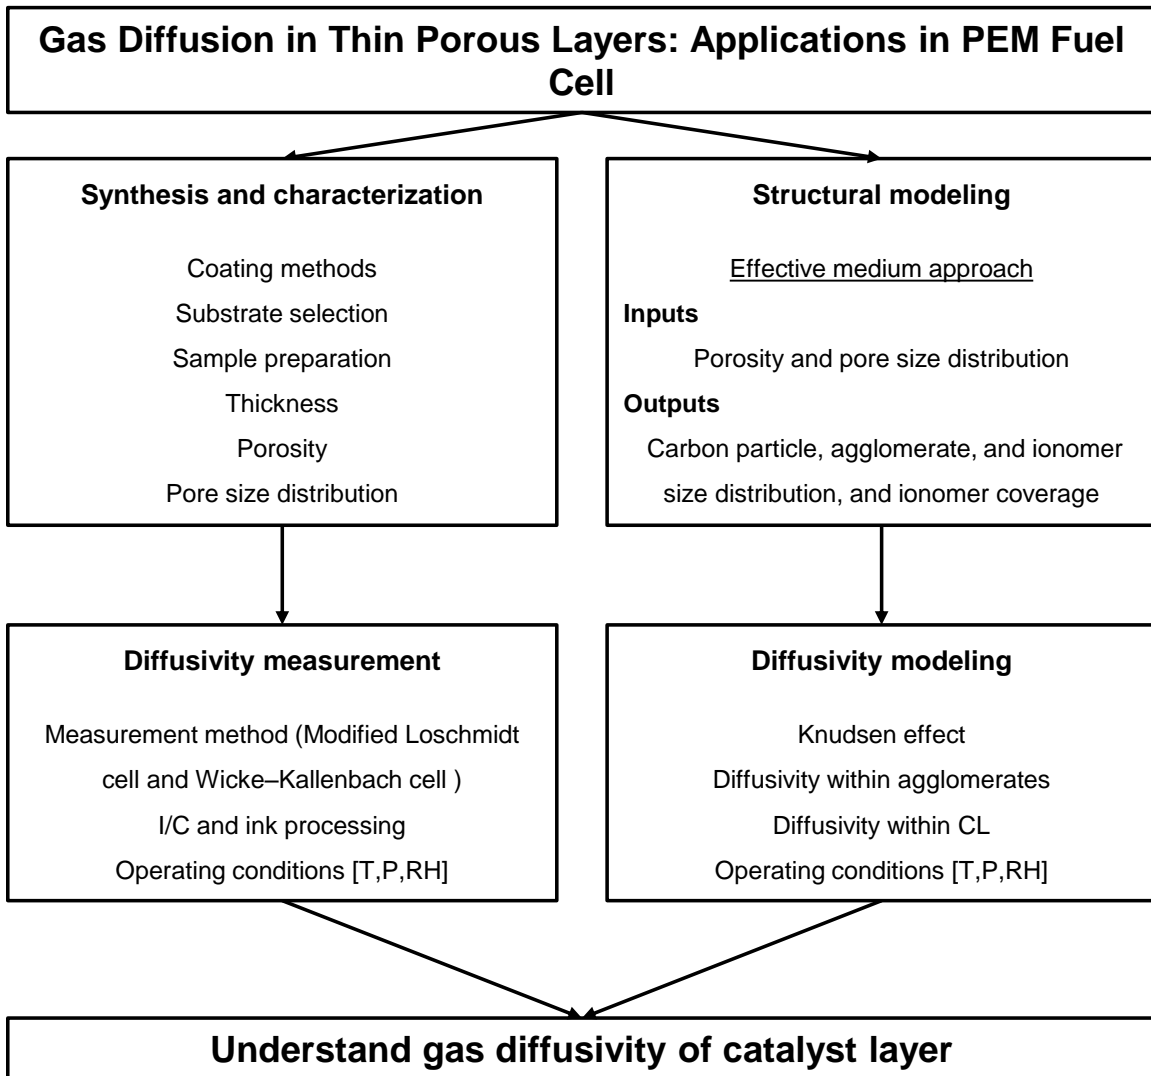 Gas Diffusion in Thin Porous Layers: Applications in PEM Fuel
Cell
Synthesis and characterization
Coating methods
Substrate selection
Sample preparation
Thickness
Porosity
Pore size distribution
Structural modeling
Effective medium approach
Inputs
Porosity and pore size distribution
Outputs
Carbon particle, agglomerate, and ionomer
size distribution, and ionomer coverage
Diffusivity measurement
Measurement method (Modified Loschmidt
cell and Wicke–Kallenbach cell )
I/C and ink processing
Operating conditions [T,P,RH]
Diffusivity modeling
Knudsen effect
Diffusivity within agglomerates
Diffusivity within CL
Operating conditions [T,P,RH]
Understand gas diffusivity of catalyst layer